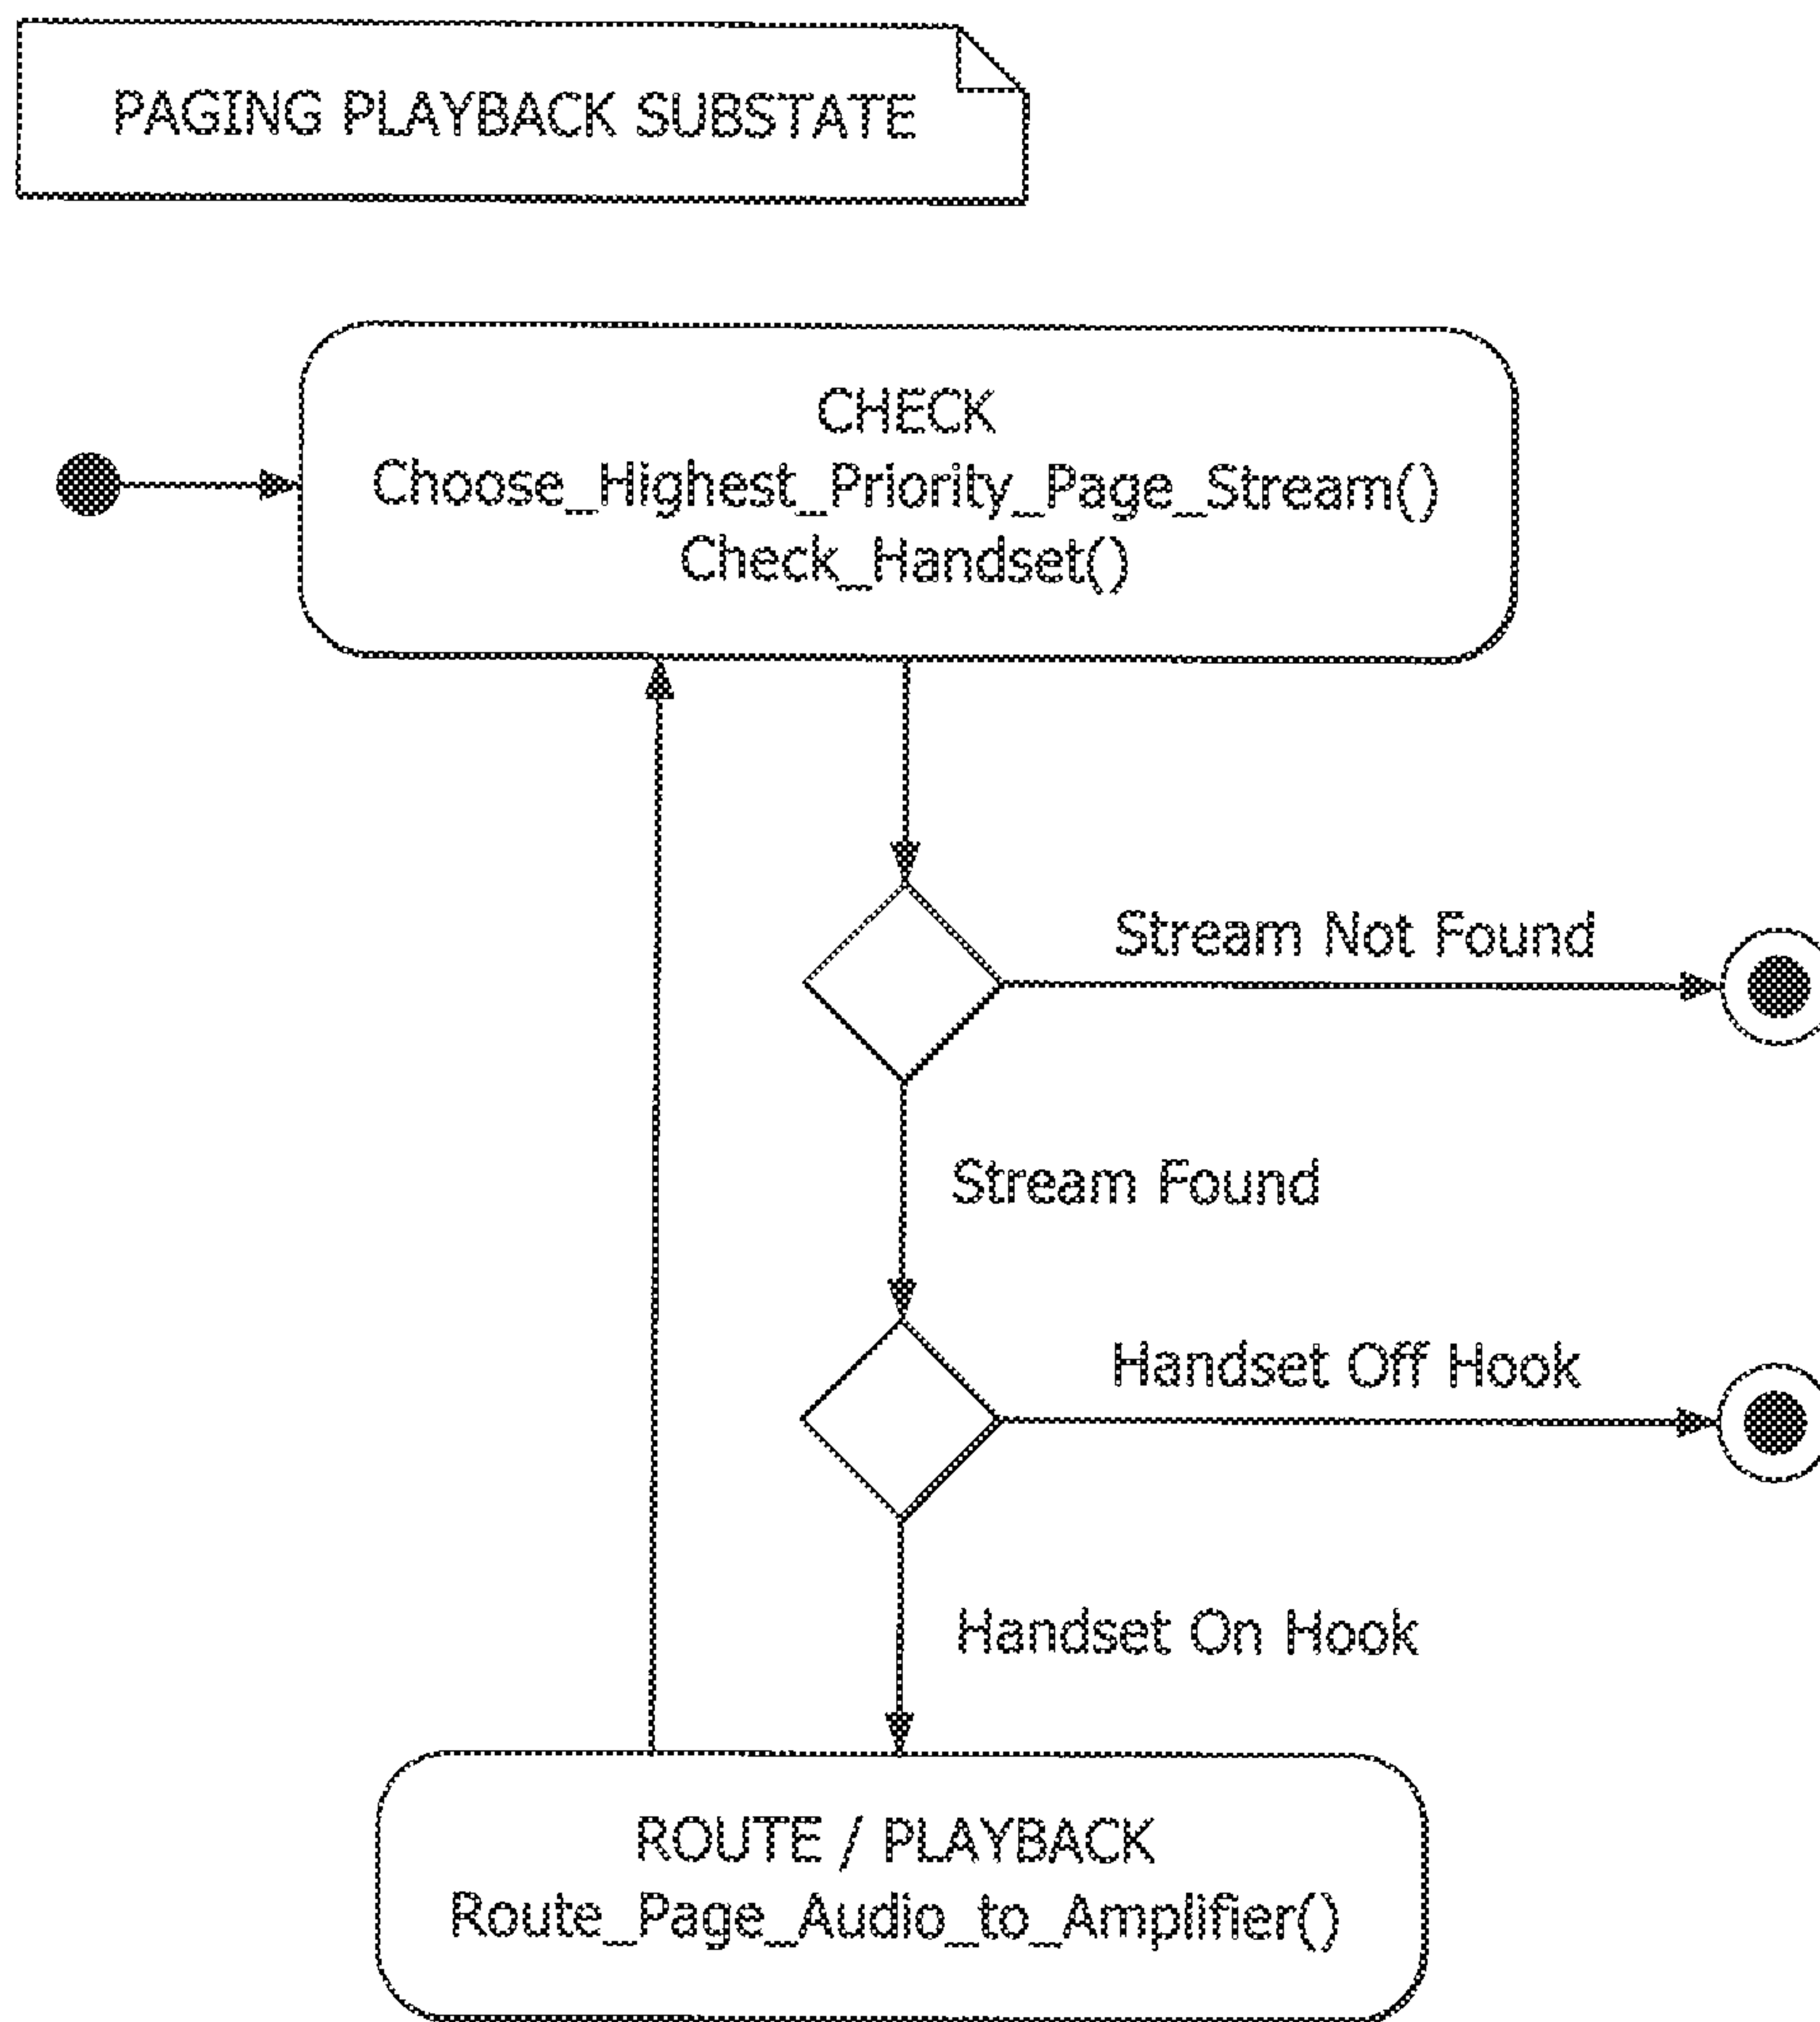 PAGING PLAYBACK SUBSTATE
CHECK
Choose_Highest_Priority_Page_Stream()
Check_Handset()
Stream Not Found
Stream Found
Handset Off Hook
Handset On Hook
ROUTE / PLAYBACK
Route_Page_Audio_to_Amplifier()